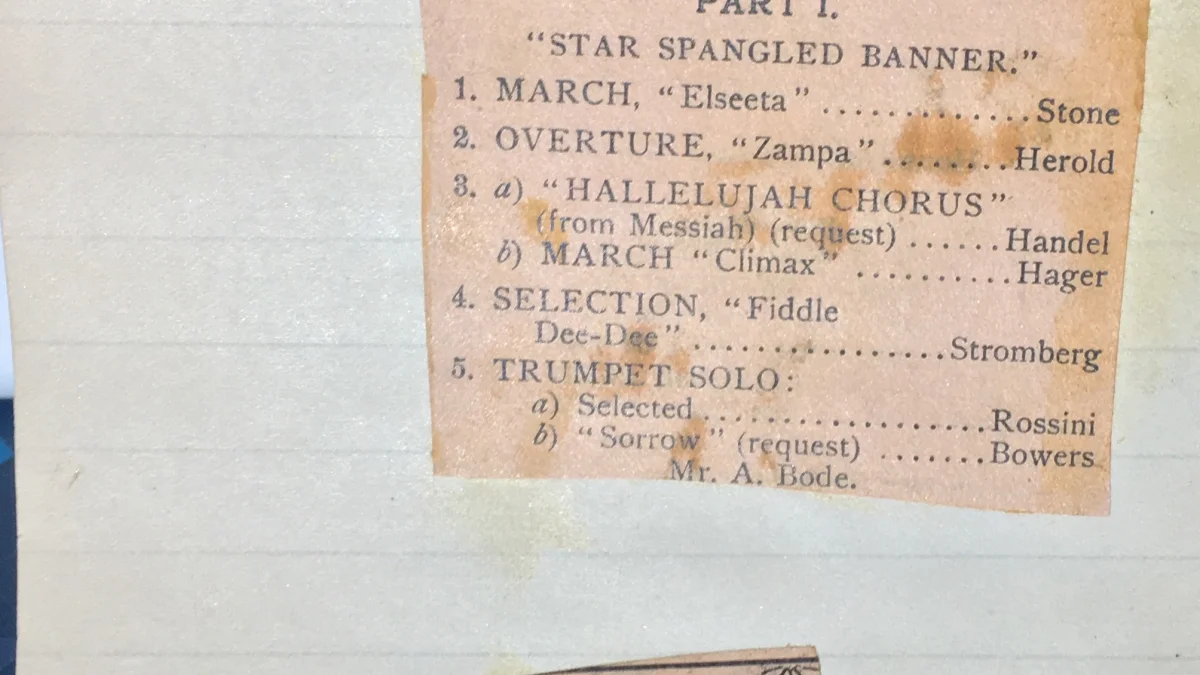 PART I.
“STAR SPANGLED BANNER.”
1. MARCH, “Elseeta” .............Stone
2. OVERTURE, “Zampa”........Herold
3. a) “HALLELUJAH CHORUS”
(from Messiah) (request) ......Handel
b) MARCH “Climax” ..........Hager
4. SELECTION, “Fiddle
Dee-Dee” ...............Stromberg
5. TRUMPET SOLO:
a) Selected .................Rossini
b) “Sorrow” (request) .......Bowers
Mr. A. Bode.